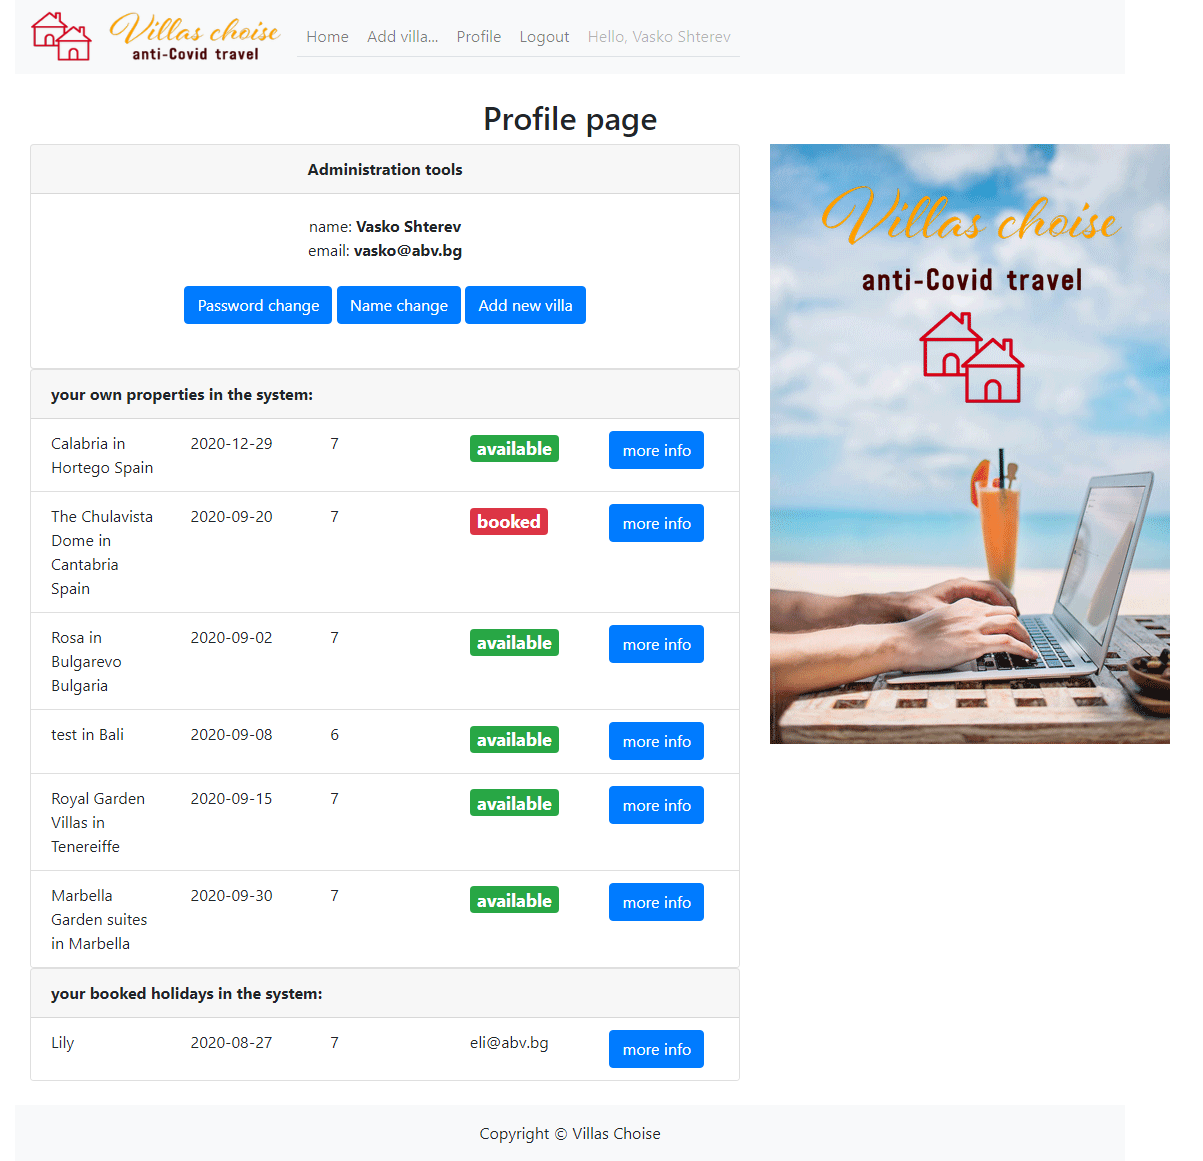 Villas choise
anti-Covid travel
Home Add villa... Profile Logout Hello, Vasko Shterev
Profile page
Administration tools
name: Vasko Shterev
email: vasko@abv.bg
Password change Name change Add new villa
your own properties in the system:
Calabria in
Hortego Spain
2020-12-29 7 available more info
The Chulavista
Dome in
Cantabria
Spain
2020-09-20 7 booked more info
Rosa in
Bulgarevo
Bulgaria
2020-09-02 7 available more info
test in Bali 2020-09-08 6 available more info
Royal Garden
Villas in
Tenereiffe
2020-09-15 7 available more info
Marbella
Garden suites
in Marbella
2020-09-30 7 available more info
your booked holidays in the system:
Lily 2020-08-27 7 eli@abv.bg more info
Villas choise
anti-Covid travel
Copyright © Villas Choise